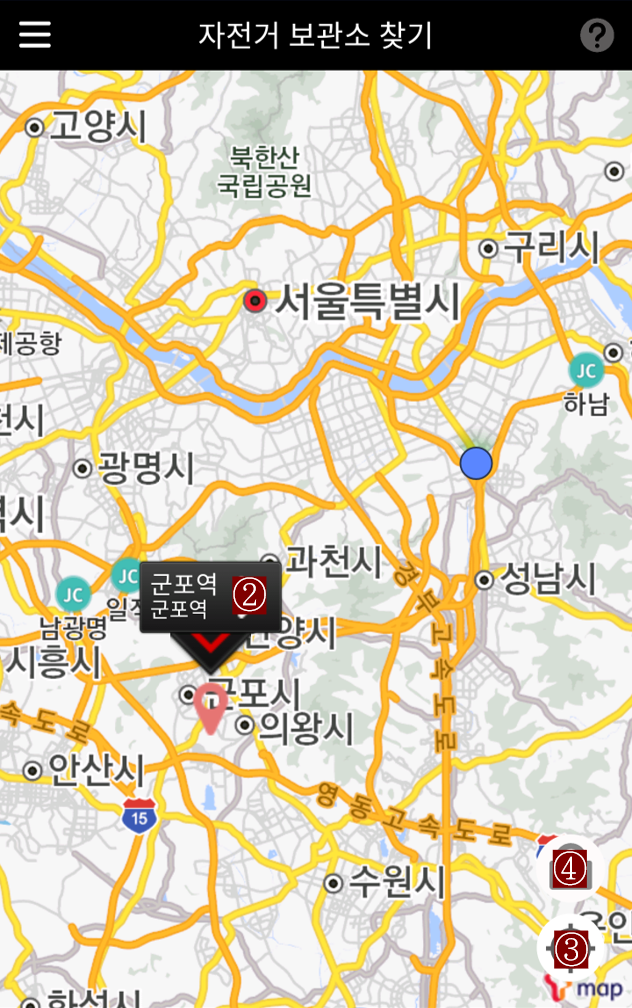 자전거 보관소 찾기
?
고양시
북한산
국립공원
구리시
서울특별시
제공항
JC
하남
천시
광명시
과천시
JC
JC
성남시
남광명
군포역 ②
군포역
안양시
시흥시
군포시
의왕시
경부고속도로
속도로
안산시
15
영동고속도로
수원시
④
③
용인
화성시
map